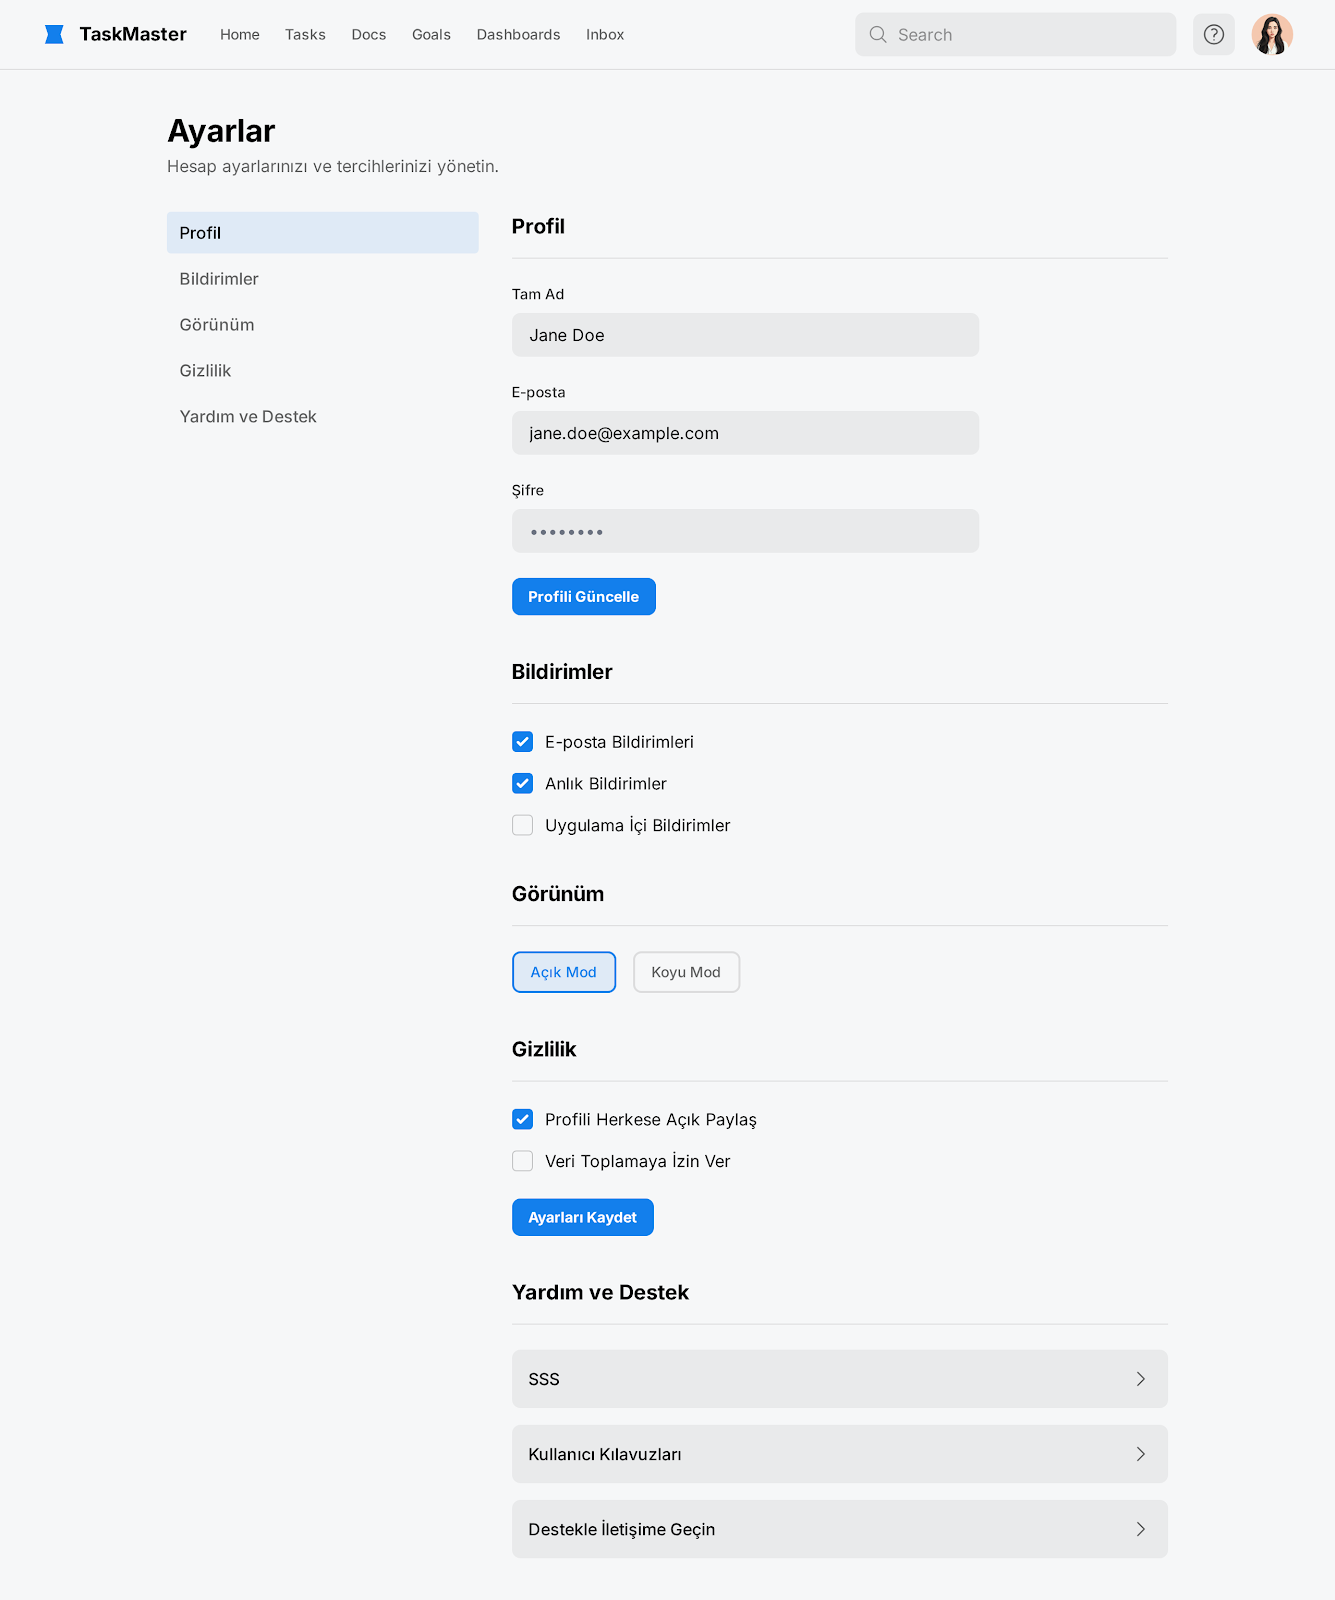 TaskMaster
Home Tasks Docs Goals Dashboards Inbox
Search
Ayarlar
Hesap ayarlarınızı ve tercihlerinizi yönetin.
Profil
Bildirimler
Görünüm
Gizlilik
Yardım ve Destek
Profil
Tam Ad
Jane Doe
E-posta
jane.doe@example.com
Şifre
••••••••
Profili Güncelle
Bildirimler
E-posta Bildirimleri
Anlık Bildirimler
Uygulama İçi Bildirimler
Görünüm
Açık Mod Koyu Mod
Gizlilik
Profili Herkese Açık Paylaş
Veri Toplamaya İzin Ver
Ayarları Kaydet
Yardım ve Destek
SSS
Kullanıcı Kılavuzları
Destekle İletişime Geçin